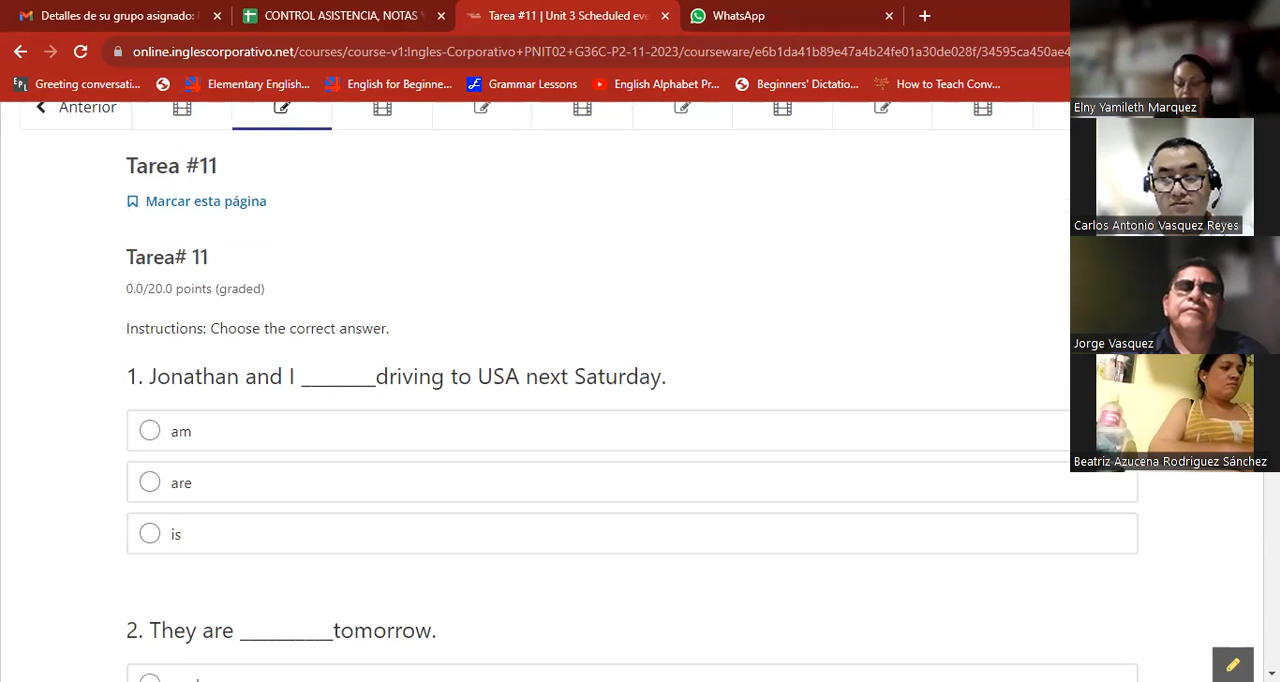 Detalles de su grupo asignado:
CONTROL ASISTENCIA, NOTAS Y
Tarea #11 | Unit 3 Scheduled eve
WhatsApp
online.inglescorporativo.net/courses/course-v1:Ingles-Corporativo+PNIT02+G36C-P2-11-2023/courseware/e6b1da41b89e47a4b24fe01a30de028f/34595ca450ae4
Greeting conversati...
Elementary English...
English for Beginne...
Grammar Lessons
English Alphabet Pr...
Beginners' Dictatio...
How to Teach Conv...
Anterior
Tarea #11
Marcar esta página
Tarea# 11
0.0/20.0 points (graded)
Instructions: Choose the correct answer.
1. Jonathan and I ________driving to USA next Saturday.
am
are
is
2. They are __________tomorrow.
Elny Yamileth Marquez
Carlos Antonio Vasquez Reyes
Jorge Vasquez
Beatriz Azucena Rodriguez Sánchez